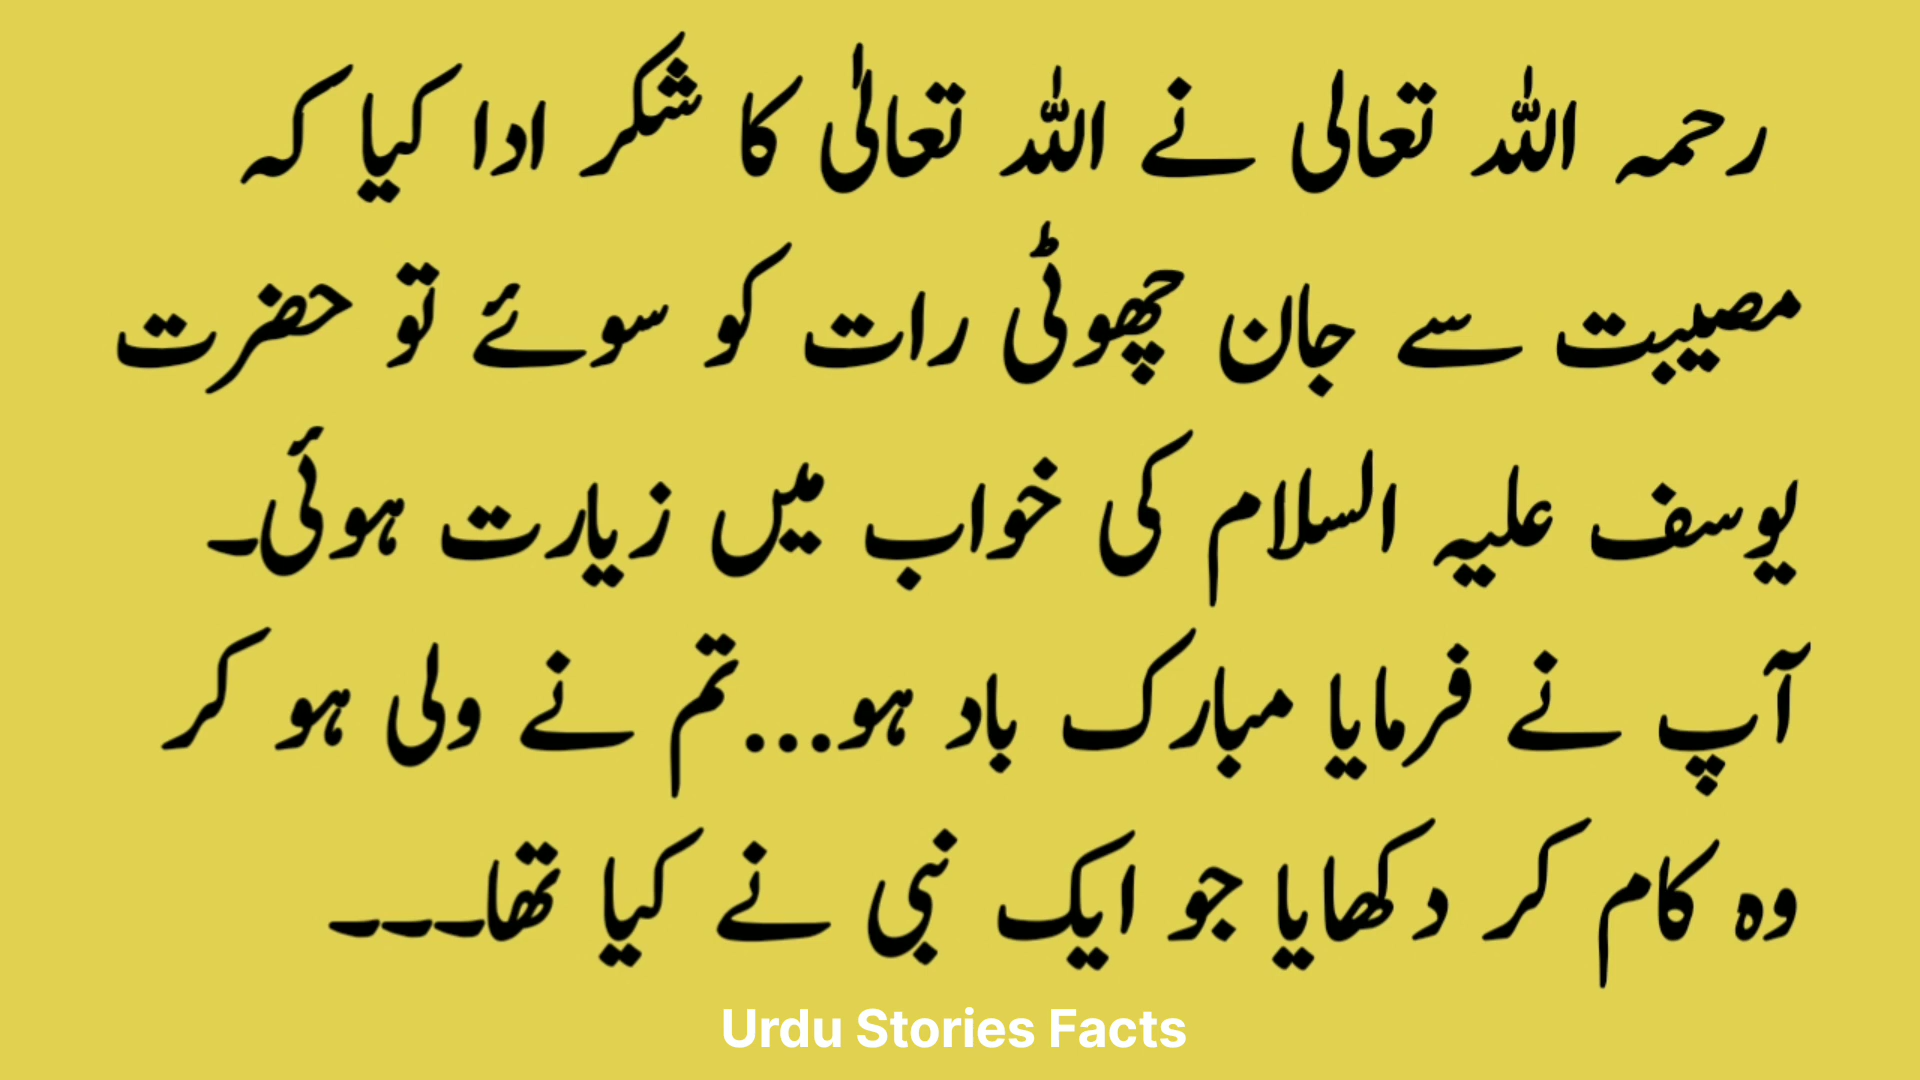 رحمہ اللہ تعالی نے اللہ تعالیٰ کا شکر ادا کیا کہ
مصیبت سے جان چھوٹی رات کو سوئے تو حضرت
یوسف علیہ السلام کی خواب میں زیارت ہوئی۔
آپ نے فرمایا مبارک باد ہو...تم نے ولی ہو کر
وہ کام کر دکھایا جو ایک نبی نے کیا تھا۔۔۔
Urdu Stories Facts